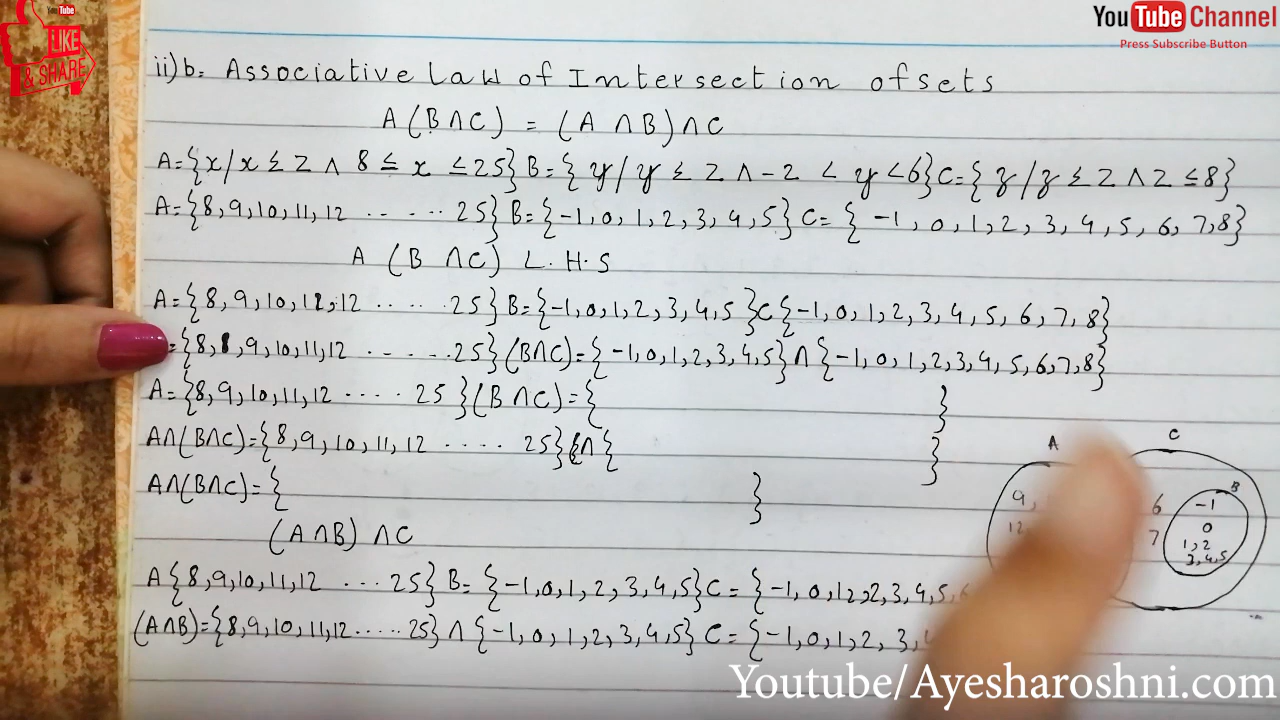 YouTube
LIKE
& SHARE
YouTube Channel
Press Subscribe Button
ii)b. Associative Law of Intersection of sets
A (B∩C) = (A ∩B)∩C
A={x/x ≤ Z ∧ 8 ≤ x ≤25} B={ y/y ≤ Z ∧ -2 < y <6}C={ z/z ≤ Z ∧ Z ≤8}
A={8,9,10,11,12 ..... 25} B={-1,0,1,2,3,4,5} C= { -1,0,1,2,3,4,5,6,7,8}
A (B ∩C) L.H.S
A={8,9,10,11,12 ..... 25} B={-1,0,1,2,3,4,5}C{-1,0,1,2,3,4,5,6,7,8}
={8,9,10,11,12 ..... 25} (B∩C)={-1,0,1,2,3,4,5}∩{-1,0,1,2,3,4,5,6,7,8}
A={8,9,10,11,12 .... 25}(B∩C)={ }
A∩(B∩C)={8,9,10,11,12 .... 25}∩{ }
A∩(B∩C)={ }
(A∩B) ∩C
A{8,9,10,11,12 ...25} B={-1,0,1,2,3,4,5}C={-1,0,1,2,3,4,5,
(A∩B)={8,9,10,11,12.....25} ∩{-1,0,1,2,3,4,5} C={-1,0,1,2,3,
A C
B
9, 6 -1
12 7 0
1,2
3,4,5
Youtube/Ayesharoshni.com